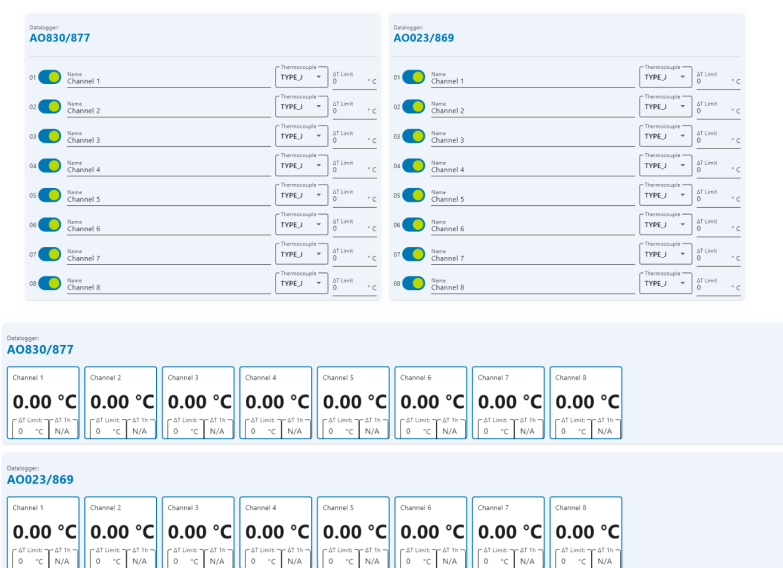 Datalogger:
AO830/877
01 Name Channel 1 Thermocouple TYPE_J ΔT Limit 0 °C
02 Name Channel 2 Thermocouple TYPE_J ΔT Limit 0 °C
03 Name Channel 3 Thermocouple TYPE_J ΔT Limit 0 °C
04 Name Channel 4 Thermocouple TYPE_J ΔT Limit 0 °C
05 Name Channel 5 Thermocouple TYPE_J ΔT Limit 0 °C
06 Name Channel 6 Thermocouple TYPE_J ΔT Limit 0 °C
07 Name Channel 7 Thermocouple TYPE_J ΔT Limit 0 °C
08 Name Channel 8 Thermocouple TYPE_J ΔT Limit 0 °C
Datalogger:
AO023/869
01 Name Channel 1 Thermocouple TYPE_J ΔT Limit 0 °C
02 Name Channel 2 Thermocouple TYPE_J ΔT Limit 0 °C
03 Name Channel 3 Thermocouple TYPE_J ΔT Limit 0 °C
04 Name Channel 4 Thermocouple TYPE_J ΔT Limit 0 °C
05 Name Channel 5 Thermocouple TYPE_J ΔT Limit 0 °C
06 Name Channel 6 Thermocouple TYPE_J ΔT Limit 0 °C
07 Name Channel 7 Thermocouple TYPE_J ΔT Limit 0 °C
08 Name Channel 8 Thermocouple TYPE_J ΔT Limit 0 °C
Datalogger:
AO830/877
Channel 1 Channel 2 Channel 3 Channel 4 Channel 5 Channel 6 Channel 7 Channel 8
0.00 °C 0.00 °C 0.00 °C 0.00 °C 0.00 °C 0.00 °C 0.00 °C 0.00 °C
ΔT Limit: ΔT 1h ΔT Limit: ΔT 1h ΔT Limit: ΔT 1h ΔT Limit: ΔT 1h ΔT Limit: ΔT 1h ΔT Limit: ΔT 1h ΔT Limit: ΔT 1h ΔT Limit: ΔT 1h
0 °C N/A 0 °C N/A 0 °C N/A 0 °C N/A 0 °C N/A 0 °C N/A 0 °C N/A 0 °C N/A
Datalogger:
AO023/869
Channel 1 Channel 2 Channel 3 Channel 4 Channel 5 Channel 6 Channel 7 Channel 8
0.00 °C 0.00 °C 0.00 °C 0.00 °C 0.00 °C 0.00 °C 0.00 °C 0.00 °C
ΔT Limit: ΔT 1h ΔT Limit: ΔT 1h ΔT Limit: ΔT 1h ΔT Limit: ΔT 1h ΔT Limit: ΔT 1h ΔT Limit: ΔT 1h ΔT Limit: ΔT 1h ΔT Limit: ΔT 1h
0 °C N/A 0 °C N/A 0 °C N/A 0 °C N/A 0 °C N/A 0 °C N/A 0 °C N/A 0 °C N/A